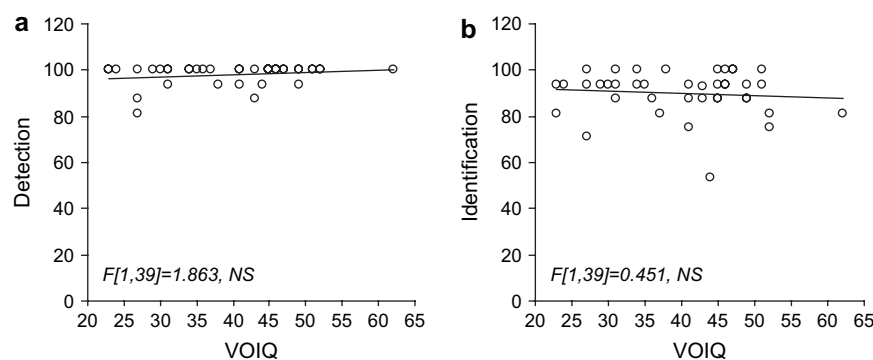 a
120
100
80
60
40
20
0
Detection
F[1,39]=1.863, NS
20 25 30 35 40 45 50 55 60 65
VOIQ
b
120
100
80
60
40
20
0
Identification
F[1,39]=0.451, NS
20 25 30 35 40 45 50 55 60 65
VOIQ